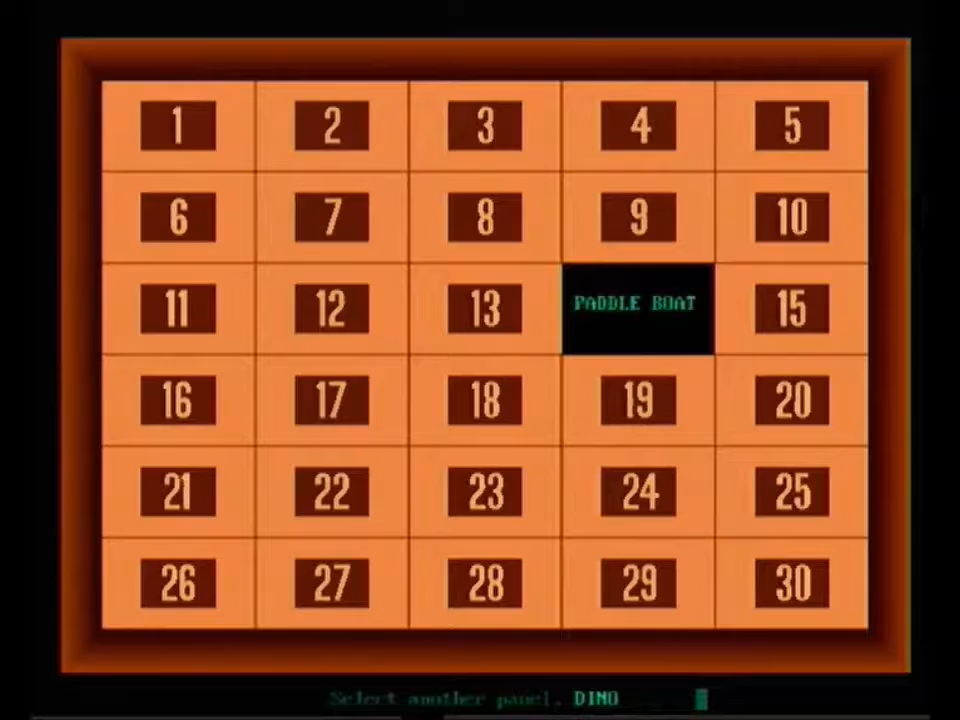 1 2 3 4 5
6 7 8 9 10
11 12 13 PADDLE BOAT 15
16 17 18 19 20
21 22 23 24 25
26 27 28 29 30
Select another panel, DINO